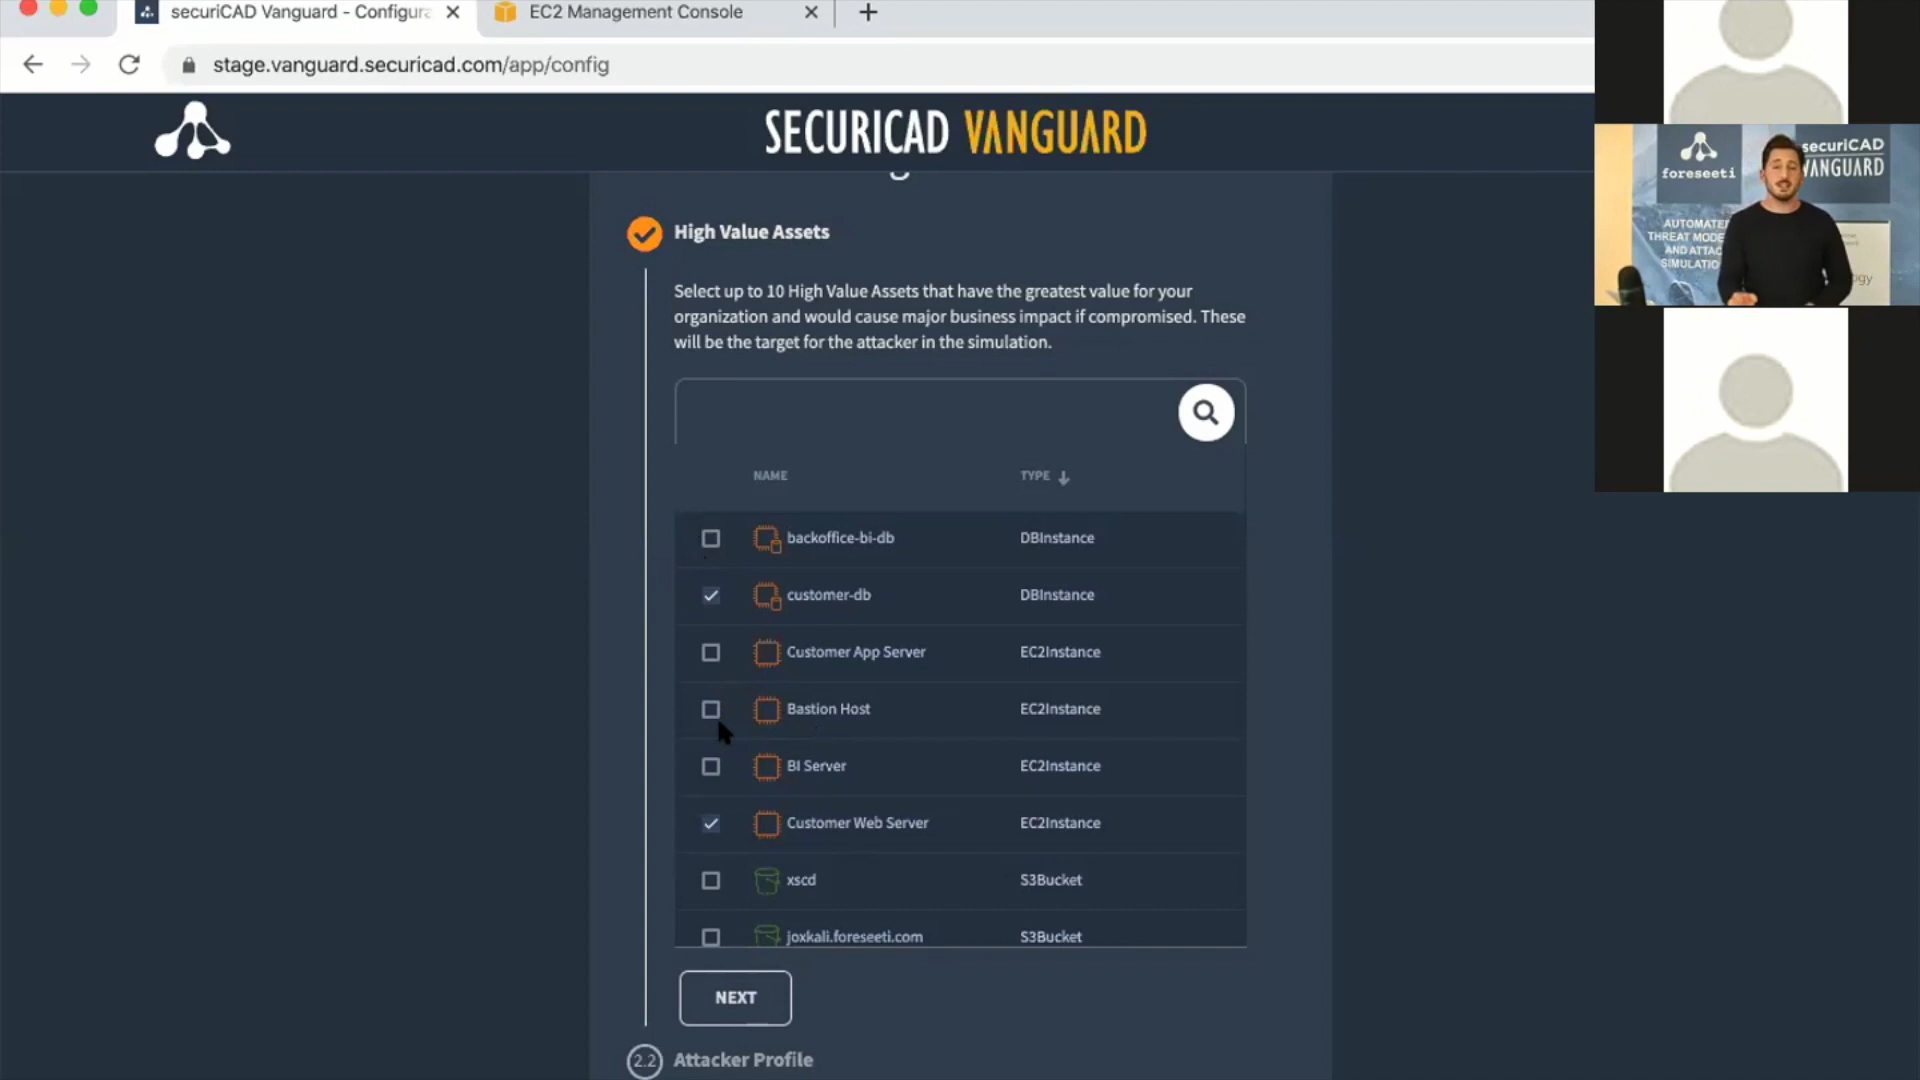 securiCAD Vanguard - Configura
EC2 Management Console
stage.vanguard.securicad.com/app/config
SECURICAD VANGUARD
High Value Assets
Select up to 10 High Value Assets that have the greatest value for your
organization and would cause major business impact if compromised. These
will be the target for the attacker in the simulation.
NAME TYPE
backoffice-bi-db DBInstance
customer-db DBInstance
Customer App Server EC2Instance
Bastion Host EC2Instance
BI Server EC2Instance
Customer Web Server EC2Instance
xscd S3Bucket
joxkali.foreseeti.com S3Bucket
NEXT
2.2 Attacker Profile
foreseeti
securiCAD
VANGUARD
AUTOMATE
THREAT MODE
AND ATTAC
SIMULATIO